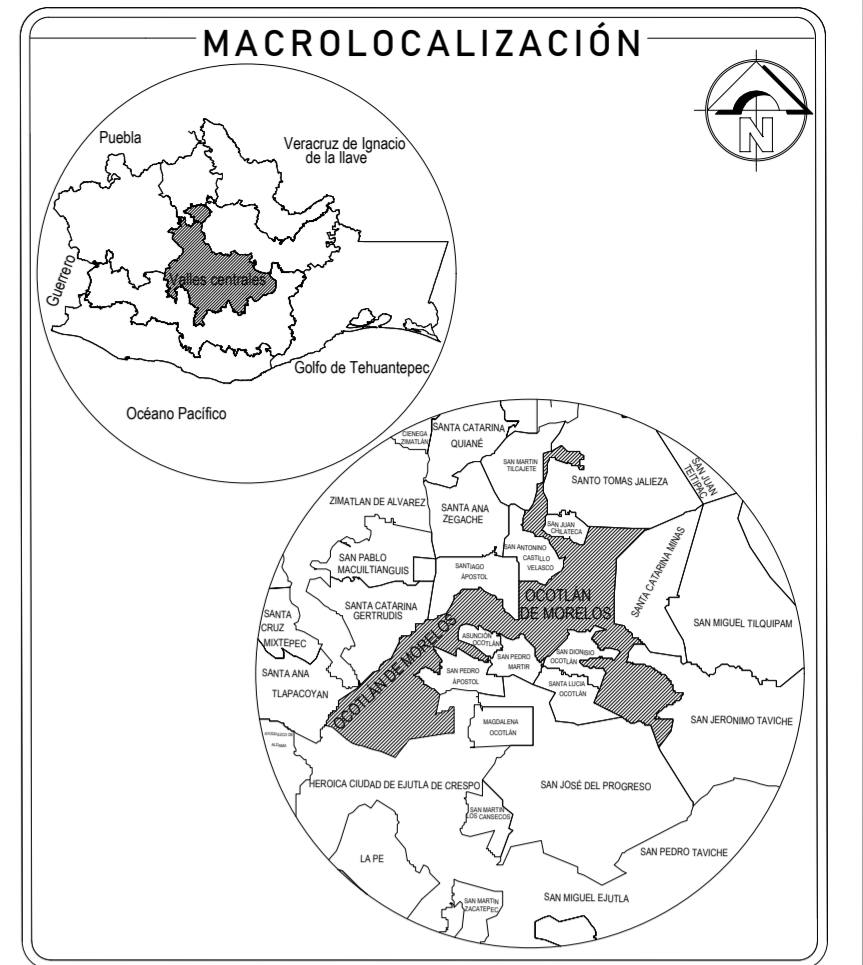 MACROLOCALIZACIÓN
N
Puebla
Veracruz de Ignacio
de la llave
Guerrero
Valles centrales
Golfo de Tehuantepec
Océano Pacífico
CIENEGA
ZIMATLÁN
SANTA CATARINA
QUIANÉ
SAN MARTIN
TILCAJETE
SANTO TOMAS JALIEZA
SAN JUAN
TEITIPAC
ZIMATLAN DE ALVAREZ
SANTA ANA
ZEGACHE
SAN JUAN
CHILATECA
SAN ANTONINO
CASTILLO
VELASCO
SANTA CATARINA MINAS
SAN PABLO
MACUILTIANGUIS
SANTIAGO
ÁPOSTOL
OCOTLÁN
DE MORELOS
SANTA CATARINA
GERTRUDIS
SANTA
CRUZ
MIXTEPEC
SAN MIGUEL TILQUIPAM
ASUNCIÓN
OCOTLÁN
SAN PEDRO
MARTIR
SAN DIONISIO
OCOTLÁN
OCOTLÁN DE MORELOS
SANTA ANA
TLAPACOYAN
SAN PEDRO
ÁPOSTOL
SANTA LUCIA
OCOTLÁN
MAGDALENA
OCOTLÁN
SAN JERONIMO TAVICHE
HEROICA CIUDAD DE EJUTLA DE CRESPO
SAN JOSÉ DEL PROGRESO
SAN MARTIN
LOS CANSECOS
LA PE
SAN PEDRO TAVICHE
SAN MIGUEL EJUTLA
SAN MARTIN
ZACATEPEC